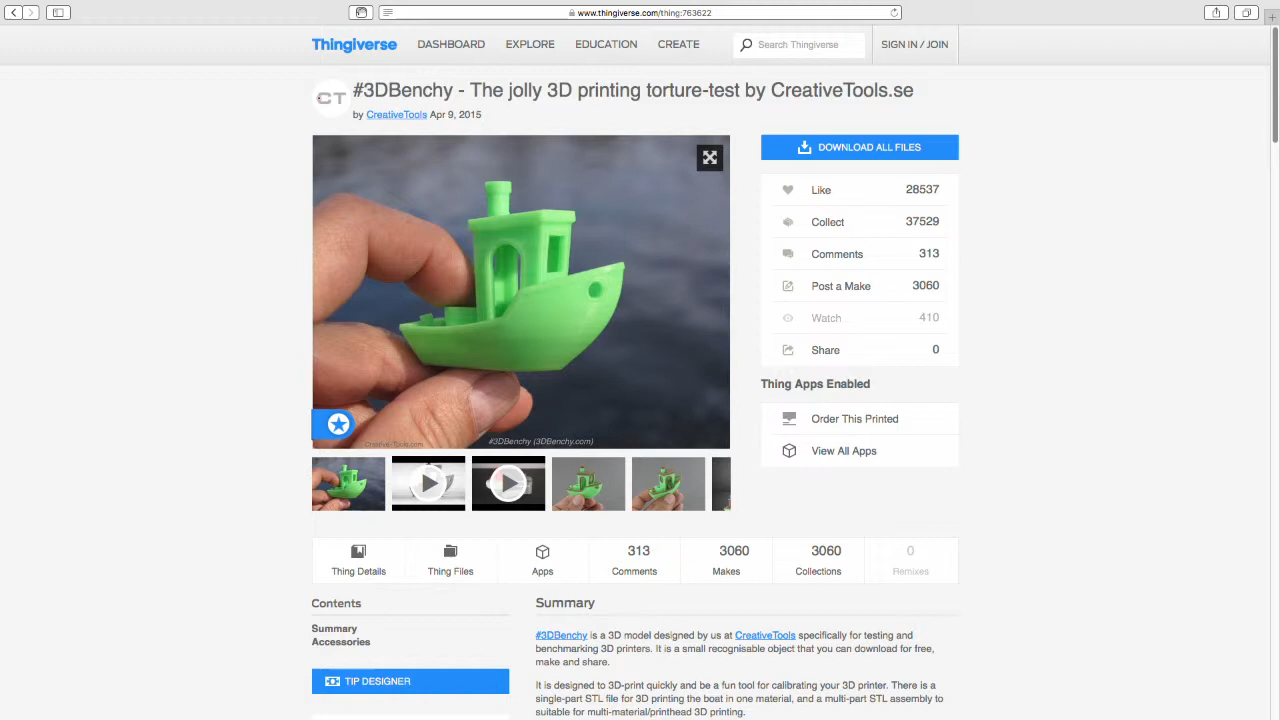 www.thingiverse.com/thing:763622
Thingiverse DASHBOARD EXPLORE EDUCATION CREATE Search Thingiverse SIGN IN / JOIN
CT
#3DBenchy - The jolly 3D printing torture-test by CreativeTools.se
by CreativeTools Apr 9, 2015
DOWNLOAD ALL FILES
Like 28537
Collect 37529
Comments 313
Post a Make 3060
Watch 410
Share 0
Thing Apps Enabled
Order This Printed
View All Apps
Creative-Tools.com
#3DBenchy (3DBenchy.com)
313 3060 3060 0
Thing Details Thing Files Apps Comments Makes Collections Remixes
Contents
Summary
Accessories
TIP DESIGNER
Summary
#3DBenchy is a 3D model designed by us at CreativeTools specifically for testing and
benchmarking 3D printers. It is a small recognisable object that you can download for free,
make and share.
It is designed to 3D-print quickly and be a fun tool for calibrating your 3D printer. There is a
single-part STL file for 3D printing the boat in one material, and a multi-part STL assembly to
suitable for multi-material/printhead 3D printing.